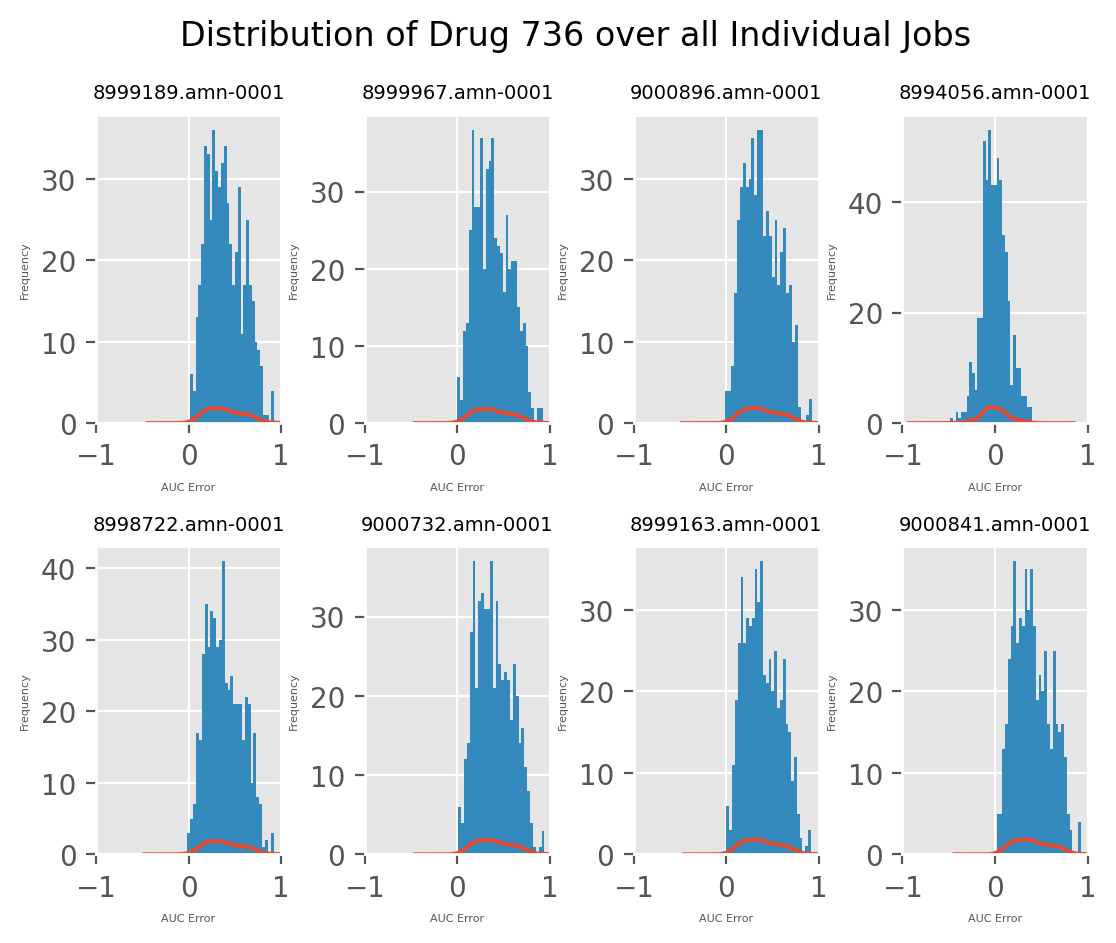 Distribution of Drug 736 over all Individual Jobs
8999189.amn-0001 8999967.amn-0001 9000896.amn-0001 8994056.amn-0001
30
20
10
0
Frequency
−1 0 1
AUC Error
30
20
10
0
Frequency
−1 0 1
AUC Error
30
20
10
0
Frequency
−1 0 1
AUC Error
40
20
0
Frequency
−1 0 1
AUC Error
8998722.amn-0001 9000732.amn-0001 8999163.amn-0001 9000841.amn-0001
40
30
20
10
0
Frequency
−1 0 1
AUC Error
30
20
10
0
Frequency
−1 0 1
AUC Error
30
20
10
0
Frequency
−1 0 1
AUC Error
30
20
10
0
Frequency
−1 0 1
AUC Error